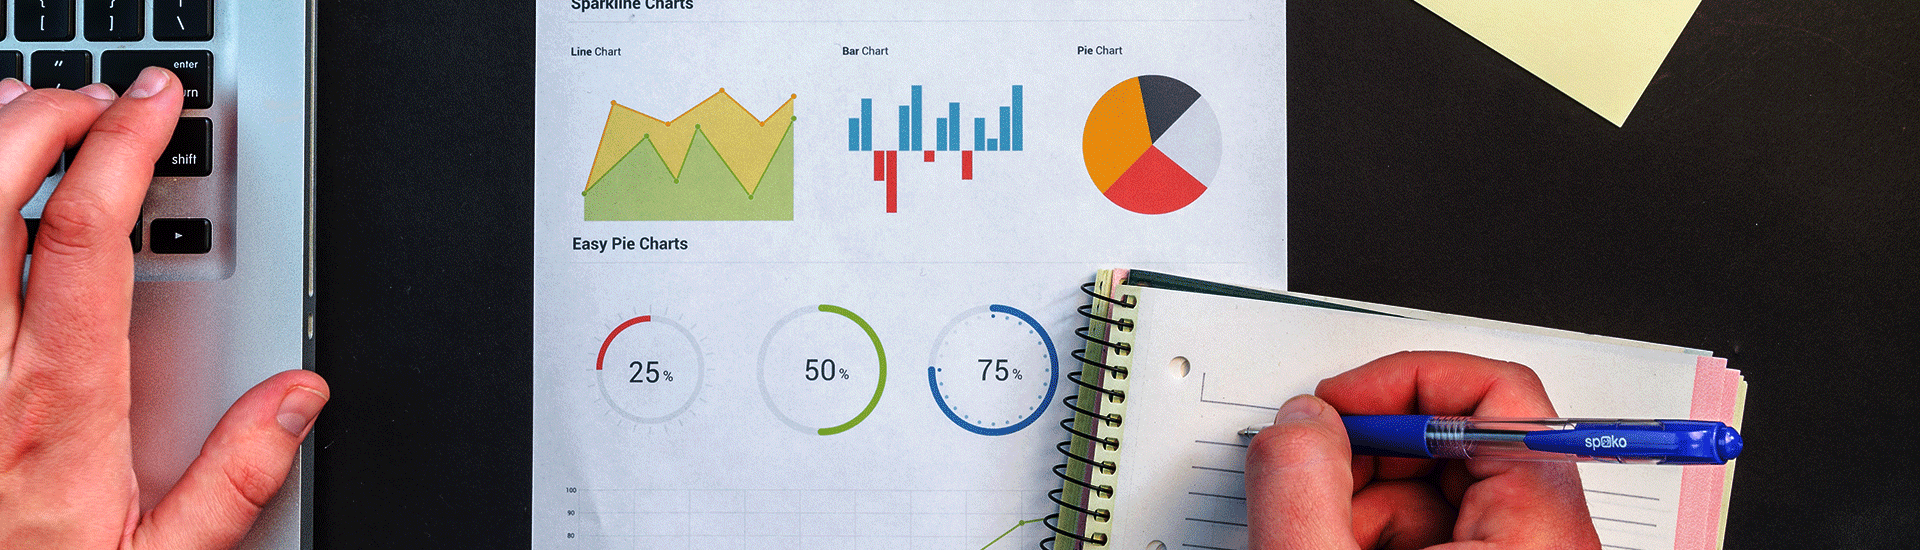 { }
[ ]
| \
"
enter
urn
shift
Sparkline Charts
Line Chart
Bar Chart
Pie Chart
Easy Pie Charts
25 %
50 %
75 %
100
90
80
spoko